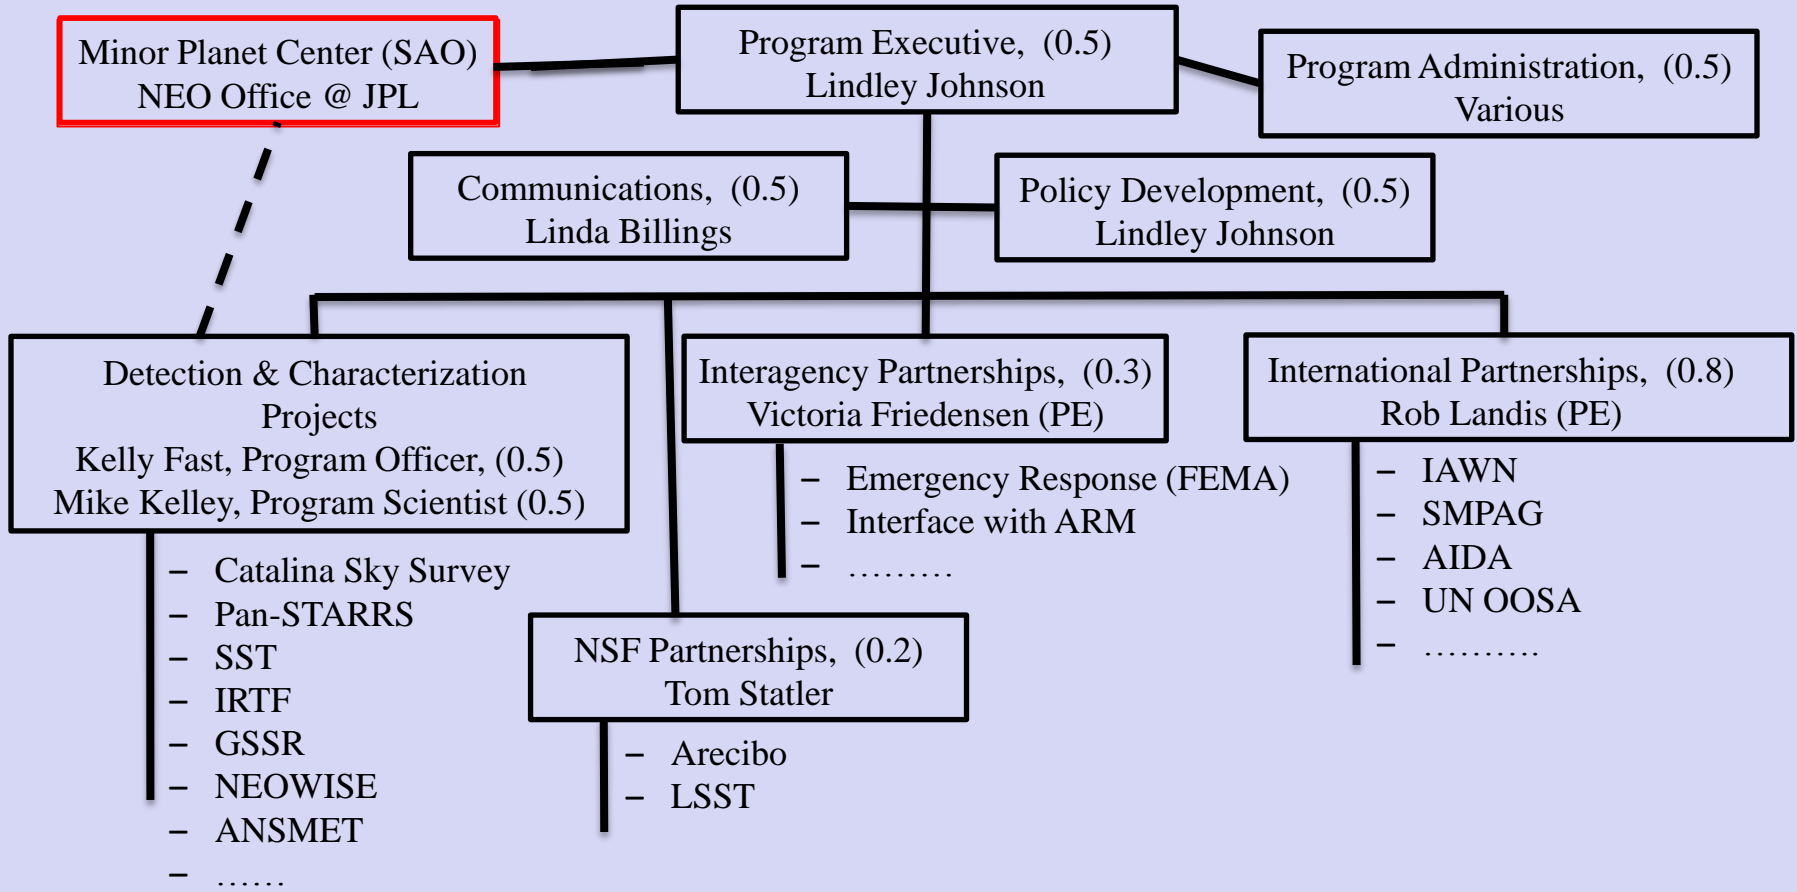 Minor Planet Center (SAO)
NEO Office @ JPL
Program Executive, (0.5)
Lindley Johnson
Program Administration, (0.5)
Various
Communications, (0.5)
Linda Billings
Policy Development, (0.5)
Lindley Johnson
Detection & Characterization
Projects
Kelly Fast, Program Officer, (0.5)
Mike Kelley, Program Scientist (0.5)
– Catalina Sky Survey
– Pan-STARRS
– SST
– IRTF
– GSSR
– NEOWISE
– ANSMET
– ……
NSF Partnerships, (0.2)
Tom Statler
– Arecibo
– LSST
Interagency Partnerships, (0.3)
Victoria Friedensen (PE)
– Emergency Response (FEMA)
– Interface with ARM
– ………
International Partnerships, (0.8)
Rob Landis (PE)
– IAWN
– SMPAG
– AIDA
– UN OOSA
– ……….